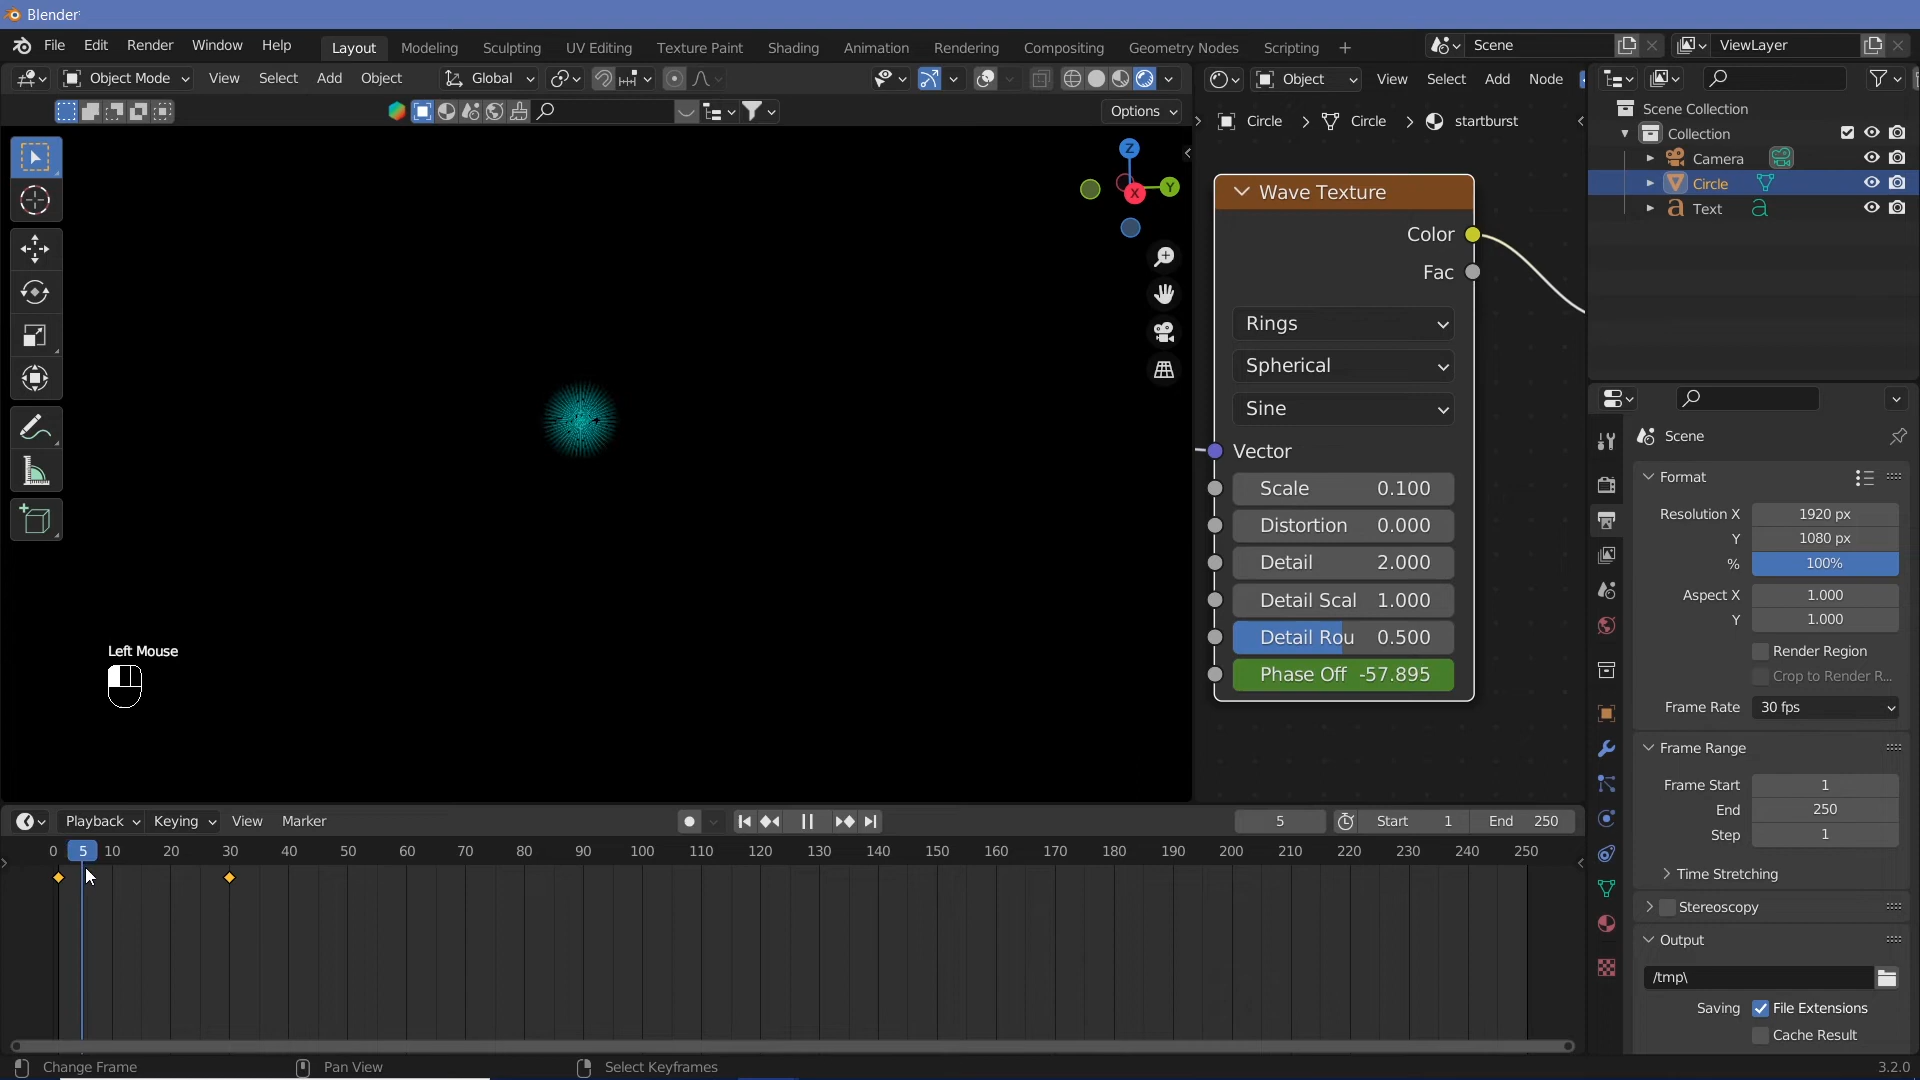 Blender
File Edit Render Window Help Layout Modeling Sculpting UV Editing Texture Paint Shading Animation Rendering Compositing Geometry Nodes Scripting + Scene ViewLayer
Object Mode View Select Add Object Global Object View Select Add Node
Options
Circle > Circle > startburst
Scene Collection
Collection
Camera
Circle
Text
Z
Y
X
Wave Texture
Color
Fac
Rings
Spherical
Sine
Vector
Scale 0.100
Distortion 0.000
Detail 2.000
Detail Scal 1.000
Detail Rou 0.500
Phase Off -57.895
Left Mouse
Scene
Format
Resolution X 1920 px
Y 1080 px
% 100%
Aspect X 1.000
Y 1.000
Render Region
Crop to Render R...
Frame Rate 30 fps
Frame Range
Frame Start 1
End 250
Step 1
Time Stretching
Stereoscopy
Output
/tmp\
Saving File Extensions
Cache Result
Playback Keying View Marker 5 Start 1 End 250
0 5 10 20 30 40 50 60 70 80 90 100 110 120 130 140 150 160 170 180 190 200 210 220 230 240 250
Change Frame Pan View Select Keyframes 3.2.0